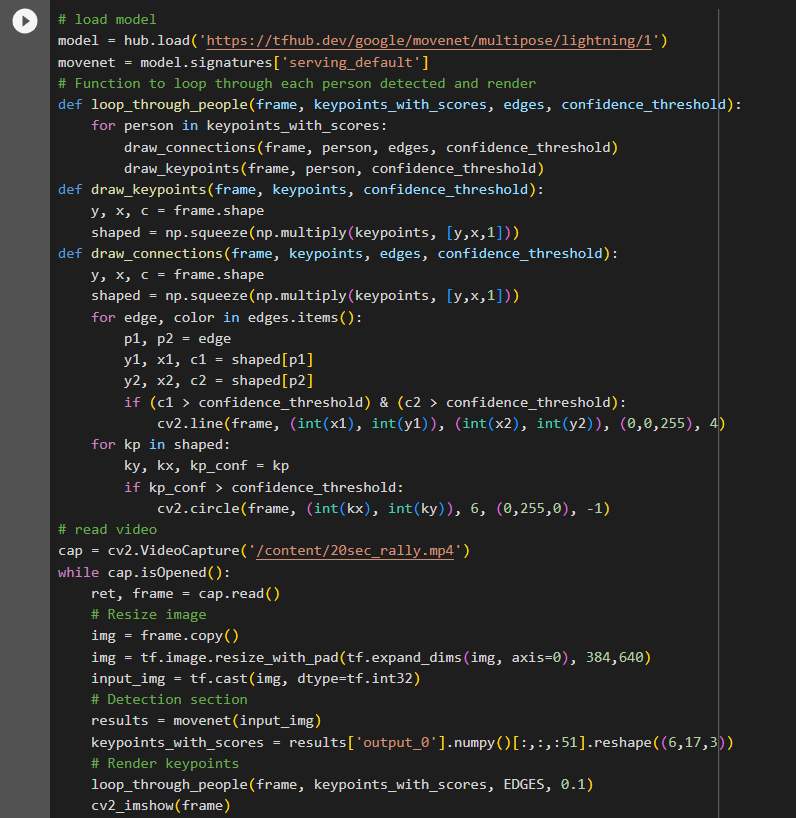 # load model
model = hub.load('https://tfhub.dev/google/movenet/multipose/lightning/1')
movenet = model.signatures['serving_default']
# Function to loop through each person detected and render
def loop_through_people(frame, keypoints_with_scores, edges, confidence_threshold):
    for person in keypoints_with_scores:
        draw_connections(frame, person, edges, confidence_threshold)
        draw_keypoints(frame, person, confidence_threshold)
def draw_keypoints(frame, keypoints, confidence_threshold):
    y, x, c = frame.shape
    shaped = np.squeeze(np.multiply(keypoints, [y,x,1]))
def draw_connections(frame, keypoints, edges, confidence_threshold):
    y, x, c = frame.shape
    shaped = np.squeeze(np.multiply(keypoints, [y,x,1]))
    for edge, color in edges.items():
        p1, p2 = edge
        y1, x1, c1 = shaped[p1]
        y2, x2, c2 = shaped[p2]
        if (c1 > confidence_threshold) & (c2 > confidence_threshold):
            cv2.line(frame, (int(x1), int(y1)), (int(x2), int(y2)), (0,0,255), 4)
    for kp in shaped:
        ky, kx, kp_conf = kp
        if kp_conf > confidence_threshold:
            cv2.circle(frame, (int(kx), int(ky)), 6, (0,255,0), -1)
# read video
cap = cv2.VideoCapture('/content/20sec_rally.mp4')
while cap.isOpened():
    ret, frame = cap.read()
    # Resize image
    img = frame.copy()
    img = tf.image.resize_with_pad(tf.expand_dims(img, axis=0), 384,640)
    input_img = tf.cast(img, dtype=tf.int32)
    # Detection section
    results = movenet(input_img)
    keypoints_with_scores = results['output_0'].numpy()[:,:,:51].reshape((6,17,3))
    # Render keypoints
    loop_through_people(frame, keypoints_with_scores, EDGES, 0.1)
    cv2_imshow(frame)